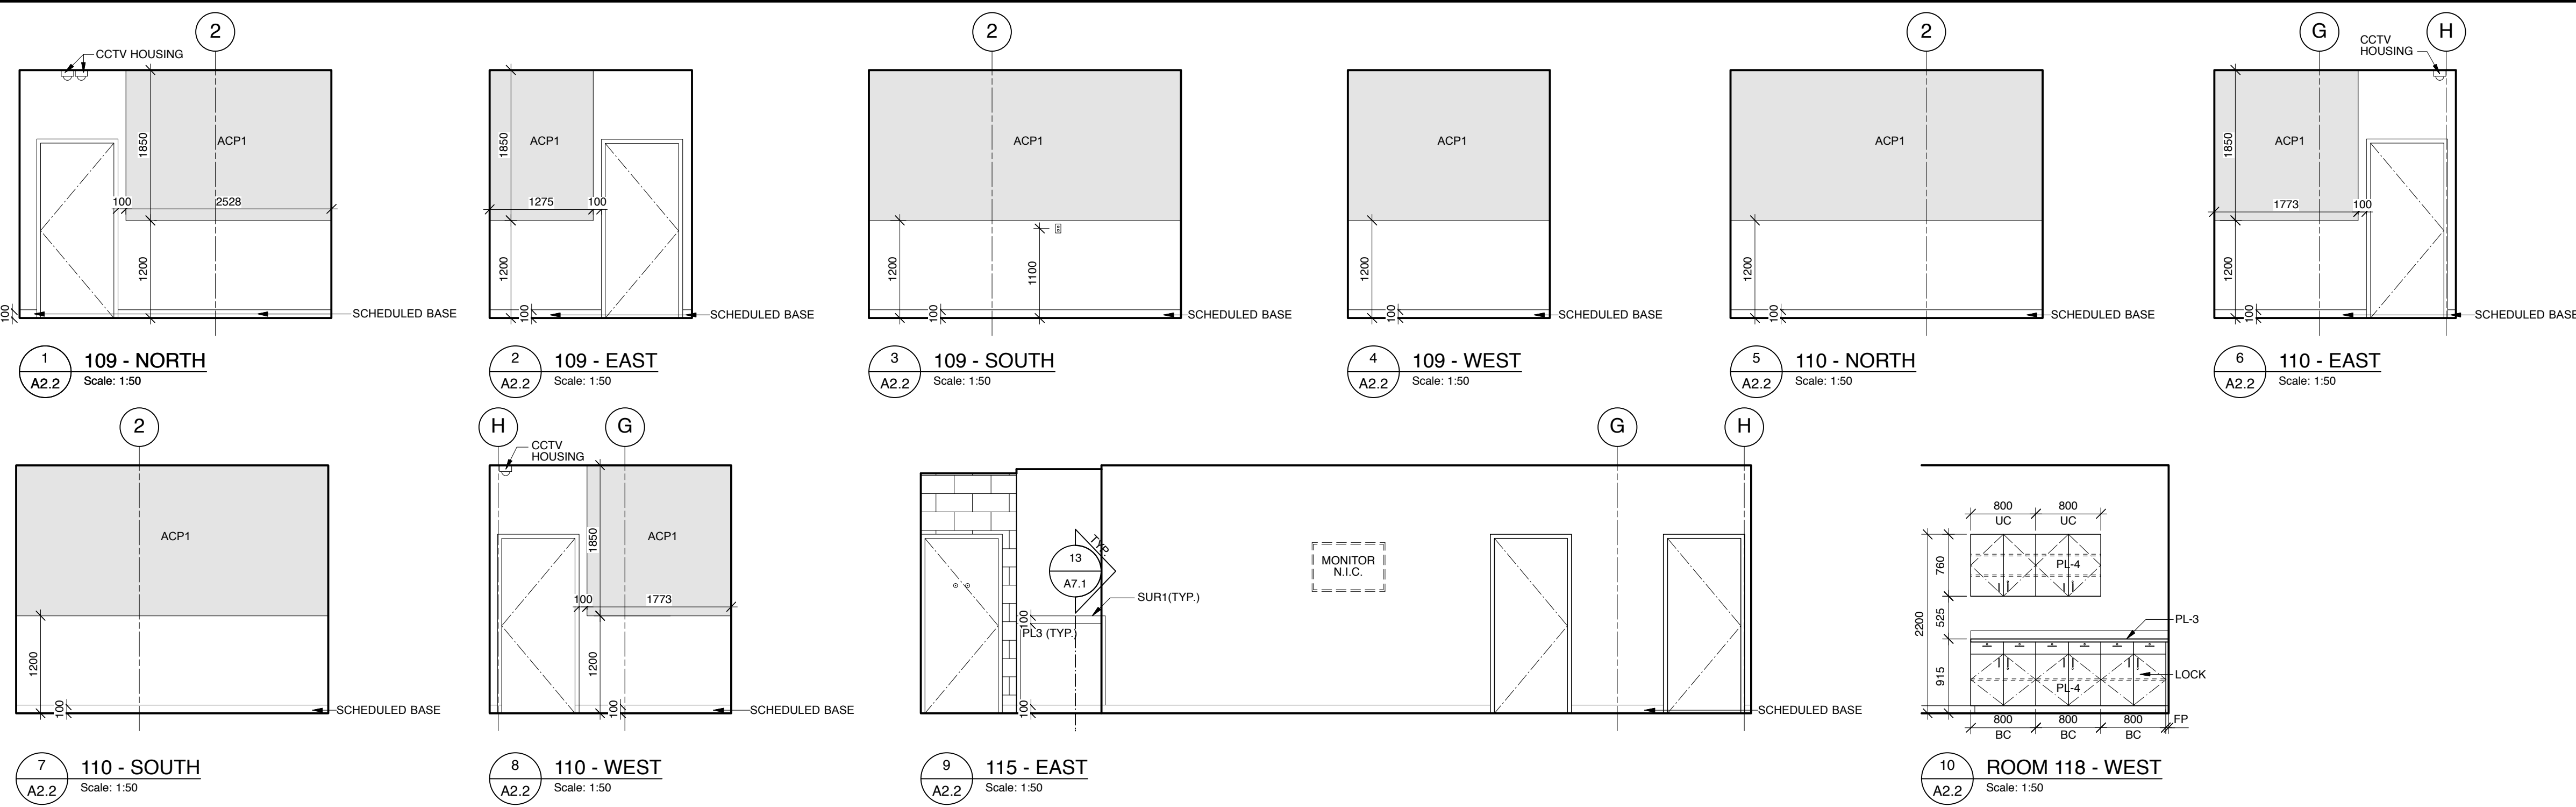 2
CCTV HOUSING
1850
ACP1
100
2528
1200
100
SCHEDULED BASE
1
A2.2
109 - NORTH
Scale: 1:50
1850
ACP1
1275
100
1200
100
SCHEDULED BASE
2
A2.2
109 - EAST
Scale: 1:50
2
ACP1
1200
1100
100
SCHEDULED BASE
3
A2.2
109 - SOUTH
Scale: 1:50
ACP1
1200
100
SCHEDULED BASE
4
A2.2
109 - WEST
Scale: 1:50
2
ACP1
1200
100
SCHEDULED BASE
5
A2.2
110 - NORTH
Scale: 1:50
G
CCTV
HOUSING
H
1850
ACP1
1773
100
1200
100
SCHEDULED BASE
6
A2.2
110 - EAST
Scale: 1:50
2
ACP1
1200
100
SCHEDULED BASE
7
A2.2
110 - SOUTH
Scale: 1:50
H
CCTV
HOUSING
G
1850
ACP1
100
1773
1200
100
SCHEDULED BASE
8
A2.2
110 - WEST
Scale: 1:50
G
H
TYP.
13
A7.1
MONITOR
N.I.C.
SUR1(TYP.)
100
PL3 (TYP.)
100
SCHEDULED BASE
9
A2.2
115 - EAST
Scale: 1:50
800
800
UC
UC
760
PL-4
2200
525
PL-3
915
LOCK
PL-4
800
800
800
FP
BC
BC
BC
10
A2.2
ROOM 118 - WEST
Scale: 1:50